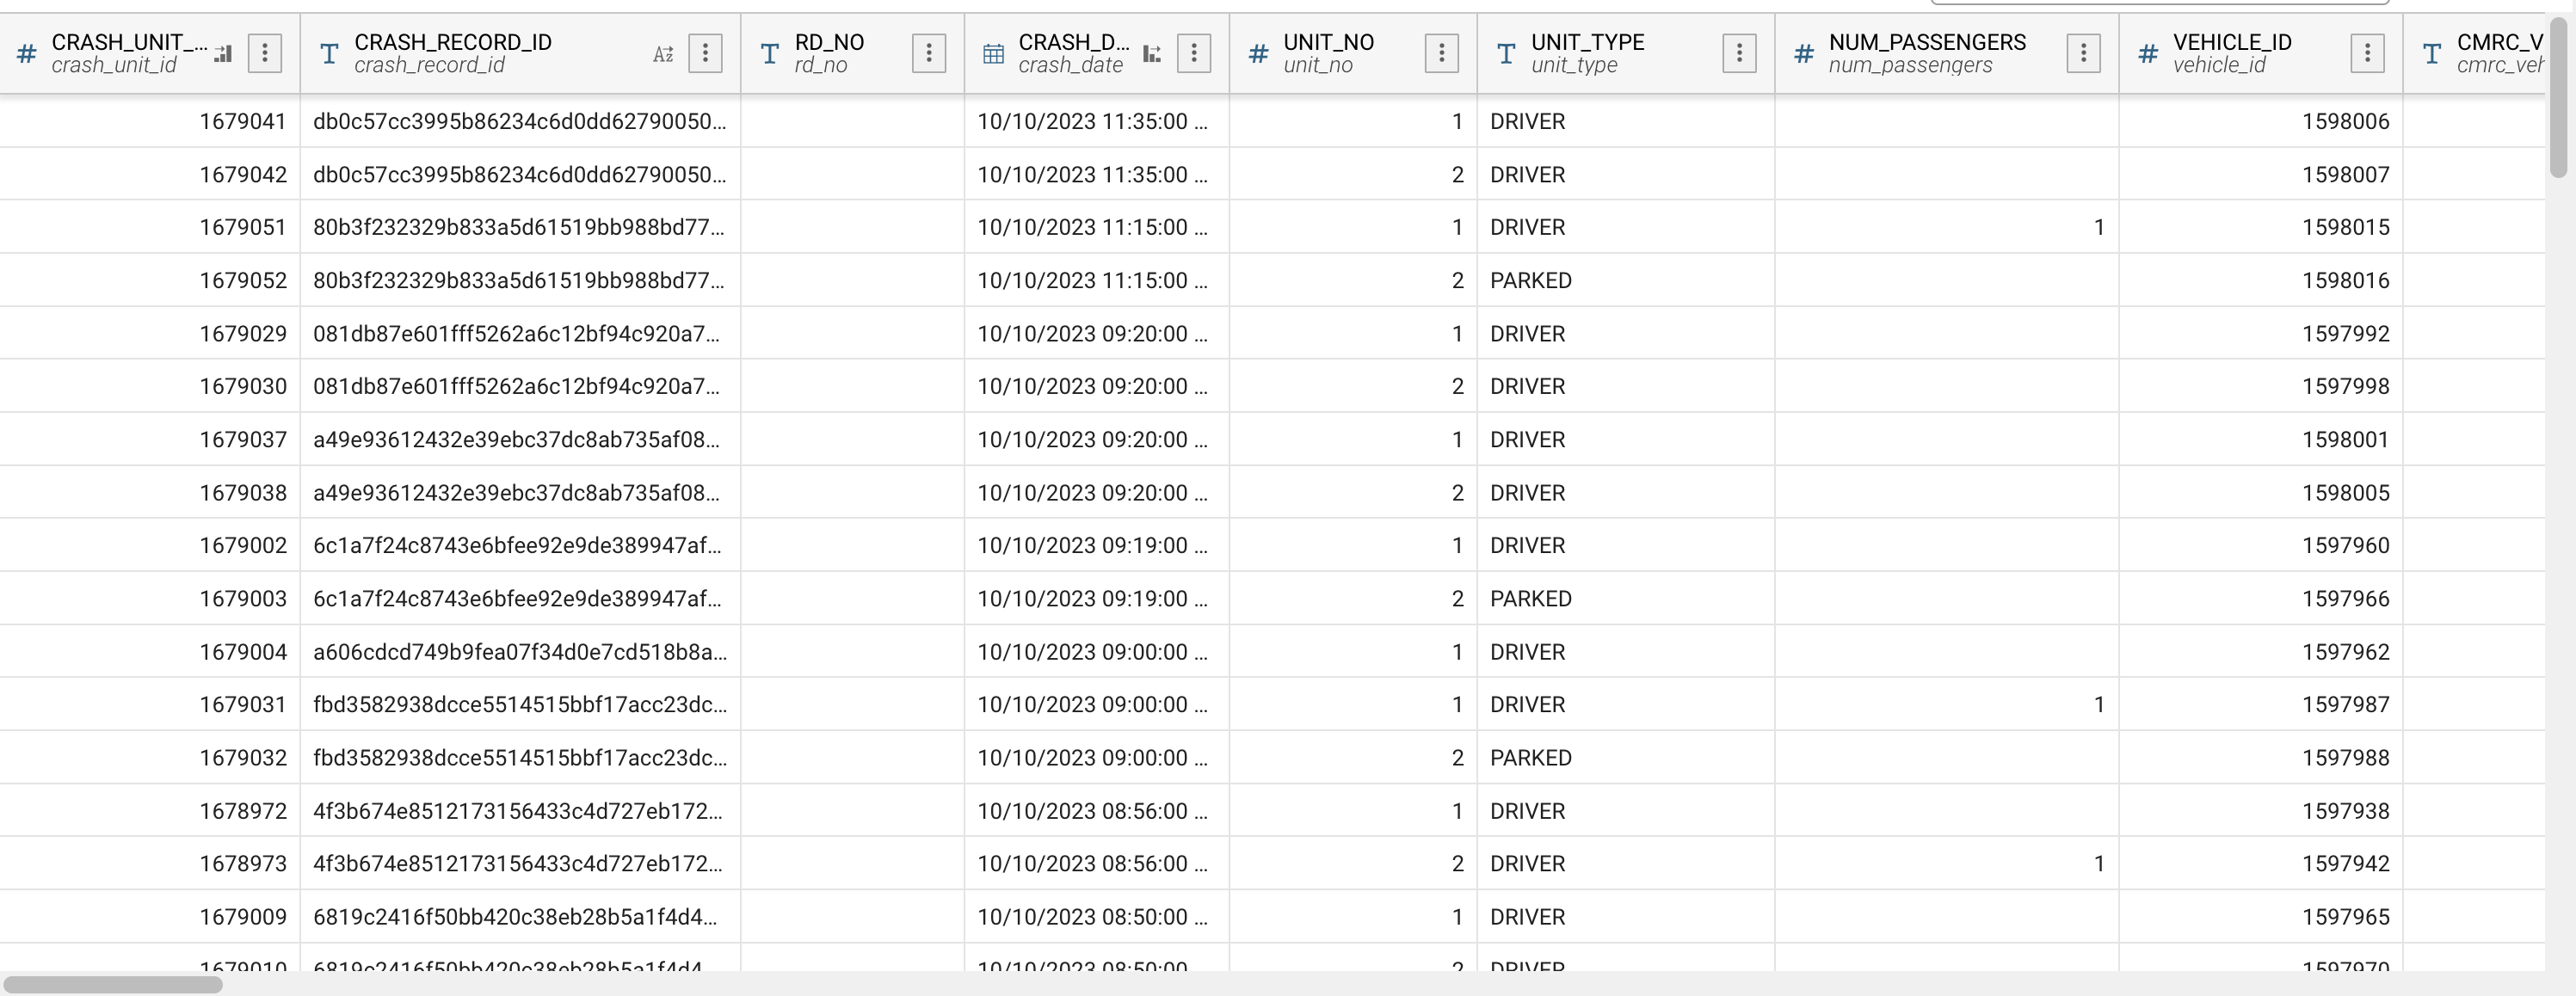 # CRASH_UNIT_... crash_unit_id T CRASH_RECORD_ID crash_record_id T RD_NO rd_no CRASH_D... crash_date # UNIT_NO unit_no T UNIT_TYPE unit_type # NUM_PASSENGERS num_passengers # VEHICLE_ID vehicle_id T CMRC_V cmrc_veh
1679041 db0c57cc3995b86234c6d0dd62790050... 10/10/2023 11:35:00 ... 1 DRIVER 1598006
1679042 db0c57cc3995b86234c6d0dd62790050... 10/10/2023 11:35:00 ... 2 DRIVER 1598007
1679051 80b3f232329b833a5d61519bb988bd77... 10/10/2023 11:15:00 ... 1 DRIVER 1 1598015
1679052 80b3f232329b833a5d61519bb988bd77... 10/10/2023 11:15:00 ... 2 PARKED 1598016
1679029 081db87e601fff5262a6c12bf94c920a7... 10/10/2023 09:20:00 ... 1 DRIVER 1597992
1679030 081db87e601fff5262a6c12bf94c920a7... 10/10/2023 09:20:00 ... 2 DRIVER 1597998
1679037 a49e93612432e39ebc37dc8ab735af08... 10/10/2023 09:20:00 ... 1 DRIVER 1598001
1679038 a49e93612432e39ebc37dc8ab735af08... 10/10/2023 09:20:00 ... 2 DRIVER 1598005
1679002 6c1a7f24c8743e6bfee92e9de389947af... 10/10/2023 09:19:00 ... 1 DRIVER 1597960
1679003 6c1a7f24c8743e6bfee92e9de389947af... 10/10/2023 09:19:00 ... 2 PARKED 1597966
1679004 a606cdcd749b9fea07f34d0e7cd518b8a... 10/10/2023 09:00:00 ... 1 DRIVER 1597962
1679031 fbd3582938dcce5514515bbf17acc23dc... 10/10/2023 09:00:00 ... 1 DRIVER 1 1597987
1679032 fbd3582938dcce5514515bbf17acc23dc... 10/10/2023 09:00:00 ... 2 PARKED 1597988
1678972 4f3b674e8512173156433c4d727eb172... 10/10/2023 08:56:00 ... 1 DRIVER 1597938
1678973 4f3b674e8512173156433c4d727eb172... 10/10/2023 08:56:00 ... 2 DRIVER 1 1597942
1679009 6819c2416f50bb420c38eb28b5a1f4d4... 10/10/2023 08:50:00 ... 1 DRIVER 1597965
1679010 6819c2416f50bb420c38eb28b5a1f4d4... 10/10/2023 08:50:00 ... 2 DRIVER 1597970